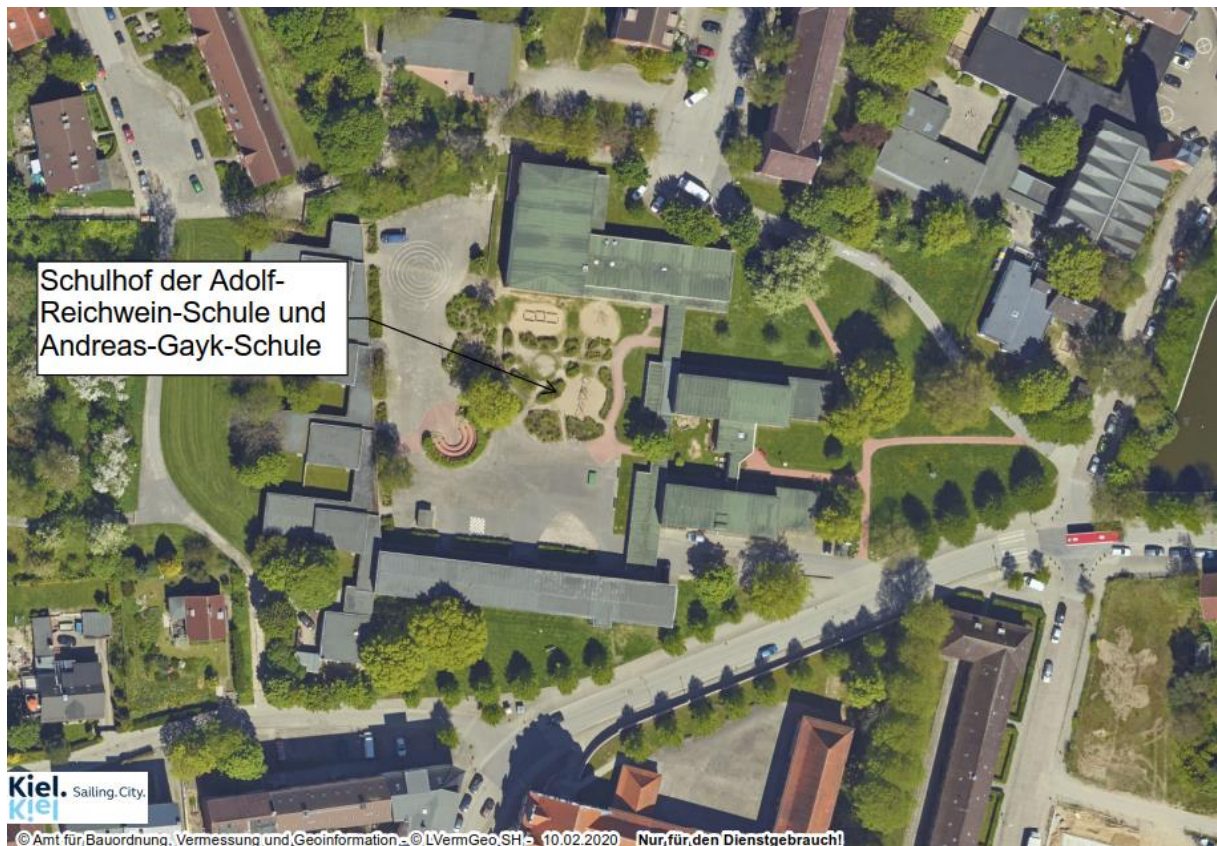 Schulhof der Adolf-
Reichwein-Schule und
Andreas-Gayk-Schule
Kiel. Sailing.City.
Kiel
© Amt für Bauordnung, Vermessung und Geoinformation - © LVermGeo SH - 10.02.2020 Nur für den Dienstgebrauch!